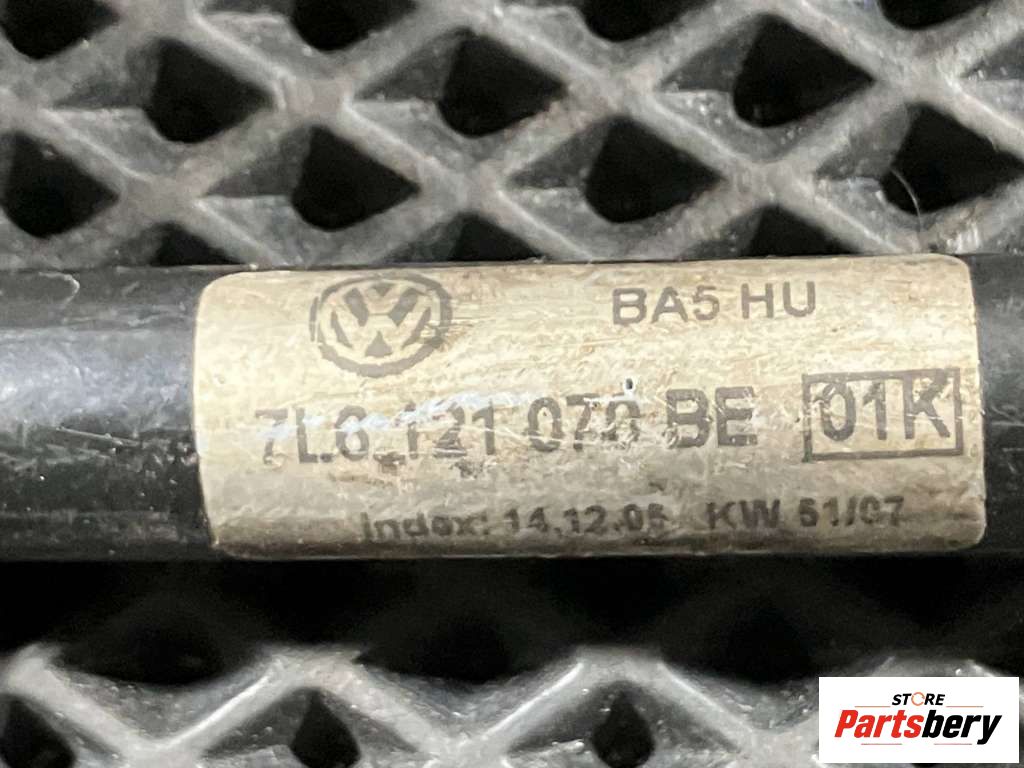 BA5 HU
7L6 121 070 BE 01K
Index: 14.12.05 KW 51/07
STORE
Partsbery